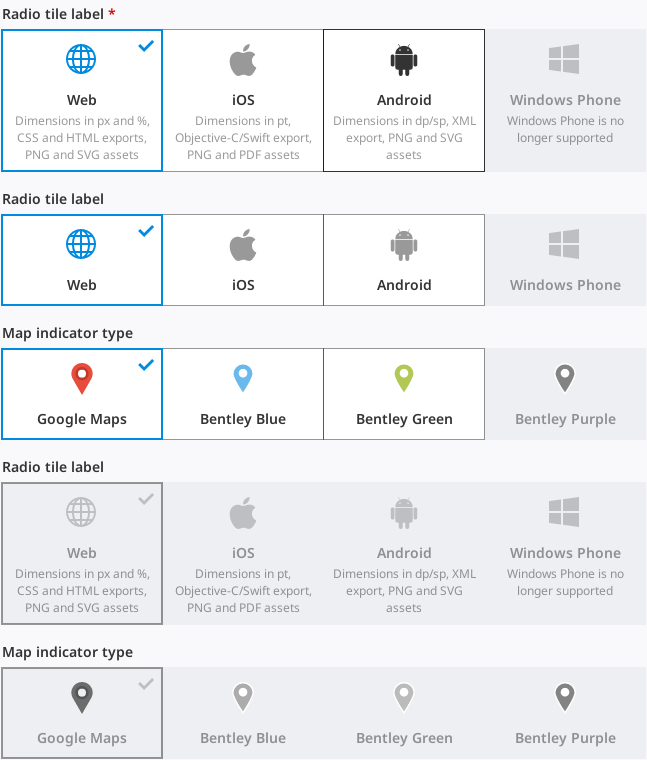 Radio tile label *
Web
Dimensions in px and %,
CSS and HTML exports,
PNG and SVG assets
iOS
Dimensions in pt,
Objective-C/Swift export,
PNG and PDF assets
Android
Dimensions in dp/sp, XML
export, PNG and SVG
assets
Windows Phone
Windows Phone is no
longer supported
Radio tile label
Web
iOS
Android
Windows Phone
Map indicator type
Google Maps
Bentley Blue
Bentley Green
Bentley Purple
Radio tile label
Web
Dimensions in px and %,
CSS and HTML exports,
PNG and SVG assets
iOS
Dimensions in pt,
Objective-C/Swift export,
PNG and PDF assets
Android
Dimensions in dp/sp, XML
export, PNG and SVG
assets
Windows Phone
Windows Phone is no
longer supported
Map indicator type
Google Maps
Bentley Blue
Bentley Green
Bentley Purple